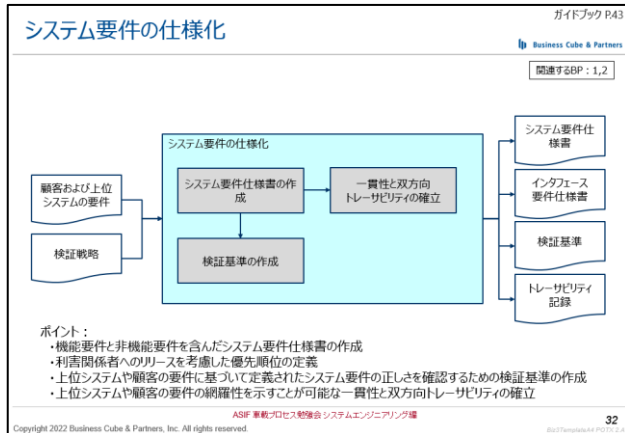 ガイドブック P.43
システム要件の仕様化
Business Cube & Partners
関連するBP：1,2
システム要件の仕様化
顧客および上位
システムの要件
検証戦略
システム要件仕様書の作
成
一貫性と双方向
トレーサビリティの確立
検証基準の作成
システム要件仕
様書
インタフェース
要件仕様書
検証基準
トレーサビリティ
記録
ポイント：
・機能要件と非機能要件を含んだシステム要件仕様書の作成
・利害関係者へのリリースを考慮した優先順位の定義
・上位システムや顧客の要件に基づいて定義されたシステム要件の正しさを確認するための検証基準の作成
・上位システムや顧客の要件の網羅性を示すことが可能な一貫性と双方向トレーサビリティの確立
ASIF 車載プロセス勉強会 システムエンジニアリング編
32
Copyright 2022 Business Cube & Partners, Inc. All rights reserved.